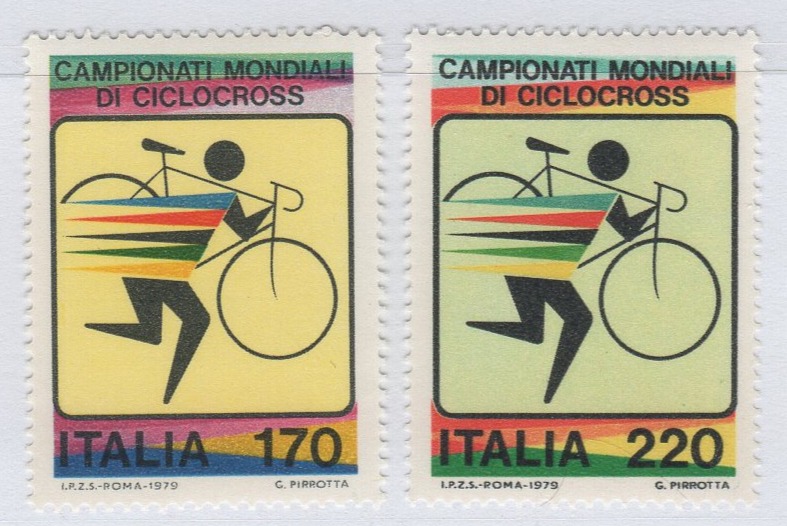 CAMPIONATI MONDIALI
DI CICLOCROSS
ITALIA 170
I.P.Z.S.-ROMA-1979 G. PIRROTTA
CAMPIONATI MONDIALI
DI CICLOCROSS
ITALIA 220
I.P.Z.S.-ROMA-1979 G. PIRROTTA